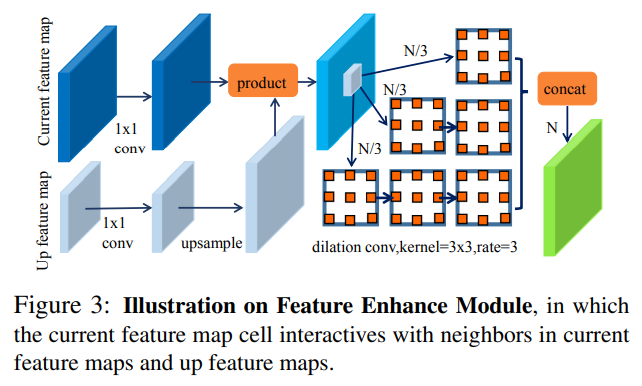 Current feature map
1x1
conv
product
N/3
N/3
N/3
concat
N
Up feature map
1x1
conv
upsample
dilation conv,kernel=3x3,rate=3
Figure 3: Illustration on Feature Enhance Module, in which
the current feature map cell interactives with neighbors in current
feature maps and up feature maps.